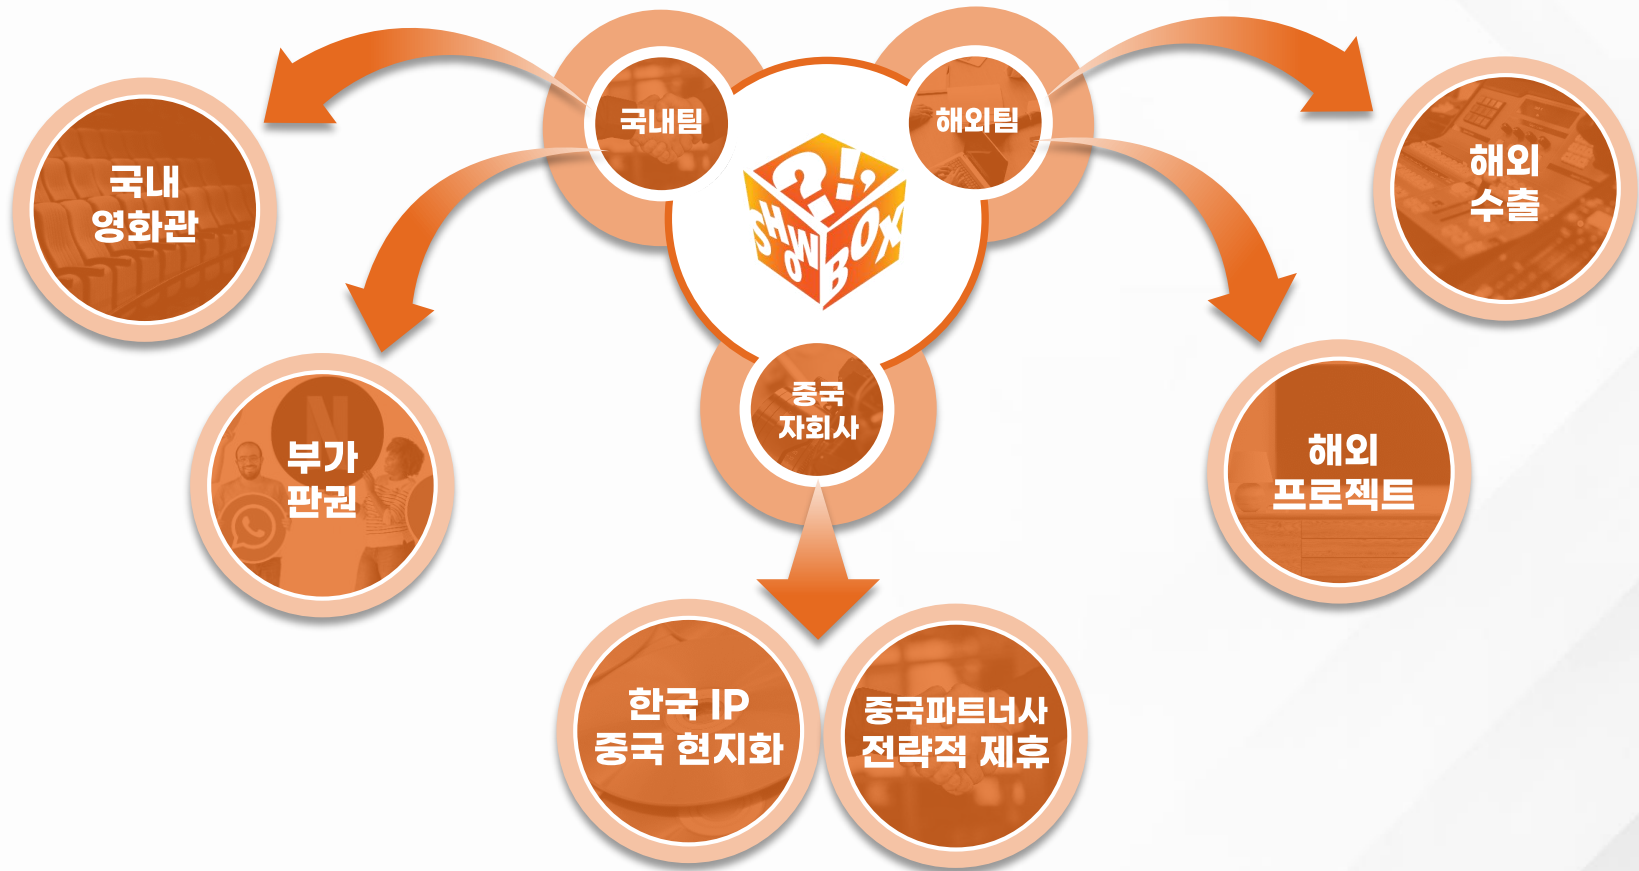 국내팀
해외팀
?!,
SHOW
BOX
국내
영화관
해외
수출
부가
판권
N
중국
자회사
해외
프로젝트
한국 IP
중국 현지화
중국파트너사
전략적 제휴